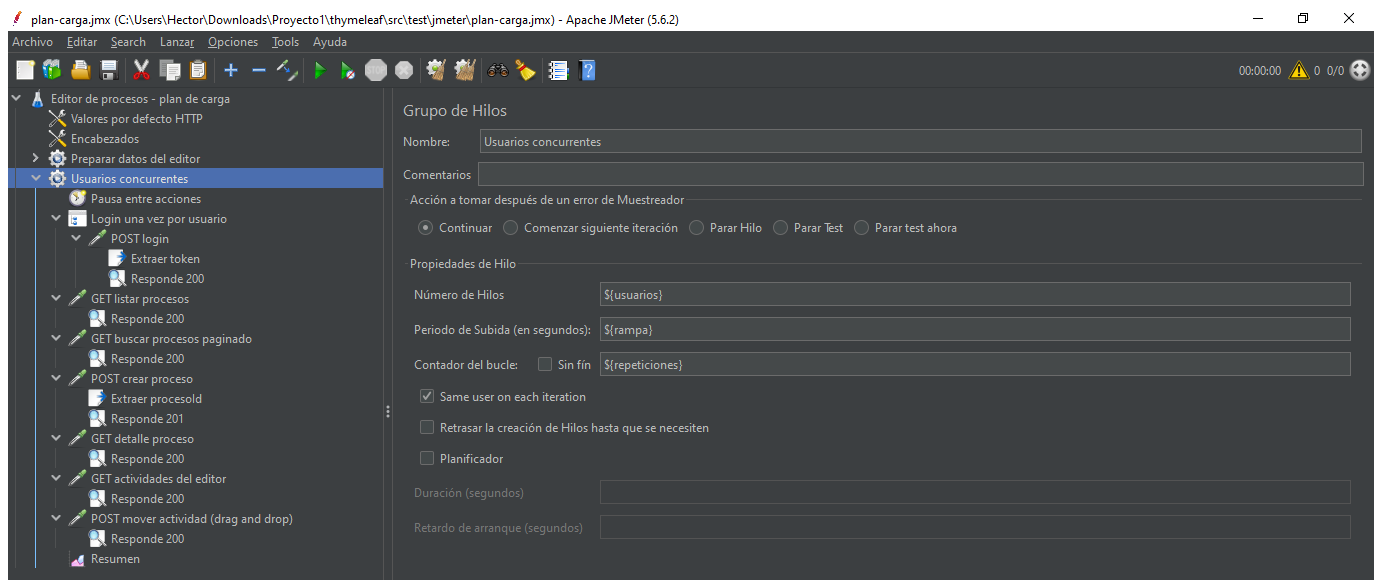 plan-carga.jmx (C:\Users\Hector\Downloads\Proyecto1\thymeleaf\src\test\jmeter\plan-carga.jmx) - Apache JMeter (5.6.2)
Archivo Editar Search Lanzar Opciones Tools Ayuda
STOP
00:00:00 0 0/0
Editor de procesos - plan de carga
Valores por defecto HTTP
Encabezados
Preparar datos del editor
Usuarios concurrentes
Pausa entre acciones
Login una vez por usuario
POST login
Extraer token
Responde 200
GET listar procesos
Responde 200
GET buscar procesos paginado
Responde 200
POST crear proceso
Extraer procesoId
Responde 201
GET detalle proceso
Responde 200
GET actividades del editor
Responde 200
POST mover actividad (drag and drop)
Responde 200
Resumen
Grupo de Hilos
Nombre: Usuarios concurrentes
Comentarios
Acción a tomar después de un error de Muestreador
Continuar Comenzar siguiente iteración Parar Hilo Parar Test Parar test ahora
Propiedades de Hilo
Número de Hilos ${usuarios}
Periodo de Subida (en segundos): ${rampa}
Contador del bucle: Sin fín ${repeticiones}
Same user on each iteration
Retrasar la creación de Hilos hasta que se necesiten
Planificador
Duración (segundos)
Retardo de arranque (segundos)